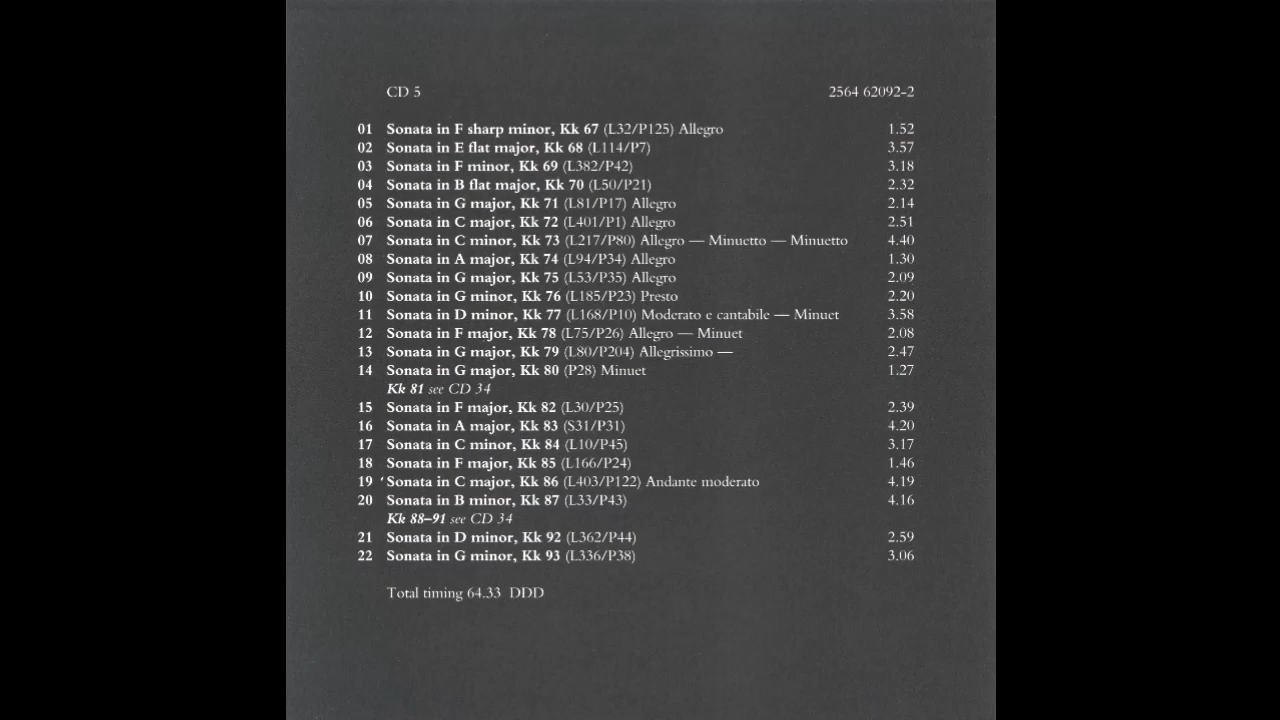 CD 5 2564 62092-2
01 Sonata in F sharp minor, Kk 67 (L32/P125) Allegro 1.52
02 Sonata in E flat major, Kk 68 (L114/P7) 3.57
03 Sonata in F minor, Kk 69 (L382/P42) 3.18
04 Sonata in B flat major, Kk 70 (L50/P21) 2.32
05 Sonata in G major, Kk 71 (L81/P17) Allegro 2.14
06 Sonata in C major, Kk 72 (L401/P1) Allegro 2.51
07 Sonata in C minor, Kk 73 (L217/P80) Allegro — Minuetto — Minuetto 4.40
08 Sonata in A major, Kk 74 (L94/P34) Allegro 1.30
09 Sonata in G major, Kk 75 (L53/P35) Allegro 2.09
10 Sonata in G minor, Kk 76 (L185/P23) Presto 2.20
11 Sonata in D minor, Kk 77 (L168/P10) Moderato e cantabile — Minuet 3.58
12 Sonata in F major, Kk 78 (L75/P26) Allegro — Minuet 2.08
13 Sonata in G major, Kk 79 (L80/P204) Allegrissimo — 2.47
14 Sonata in G major, Kk 80 (P28) Minuet 1.27
Kk 81 see CD 34
15 Sonata in F major, Kk 82 (L30/P25) 2.39
16 Sonata in A major, Kk 83 (S31/P31) 4.20
17 Sonata in C minor, Kk 84 (L10/P45) 3.17
18 Sonata in F major, Kk 85 (L166/P24) 1.46
19 Sonata in C major, Kk 86 (L403/P122) Andante moderato 4.19
20 Sonata in B minor, Kk 87 (L33/P43) 4.16
Kk 88–91 see CD 34
21 Sonata in D minor, Kk 92 (L362/P44) 2.59
22 Sonata in G minor, Kk 93 (L336/P38) 3.06
Total timing 64.33 DDD